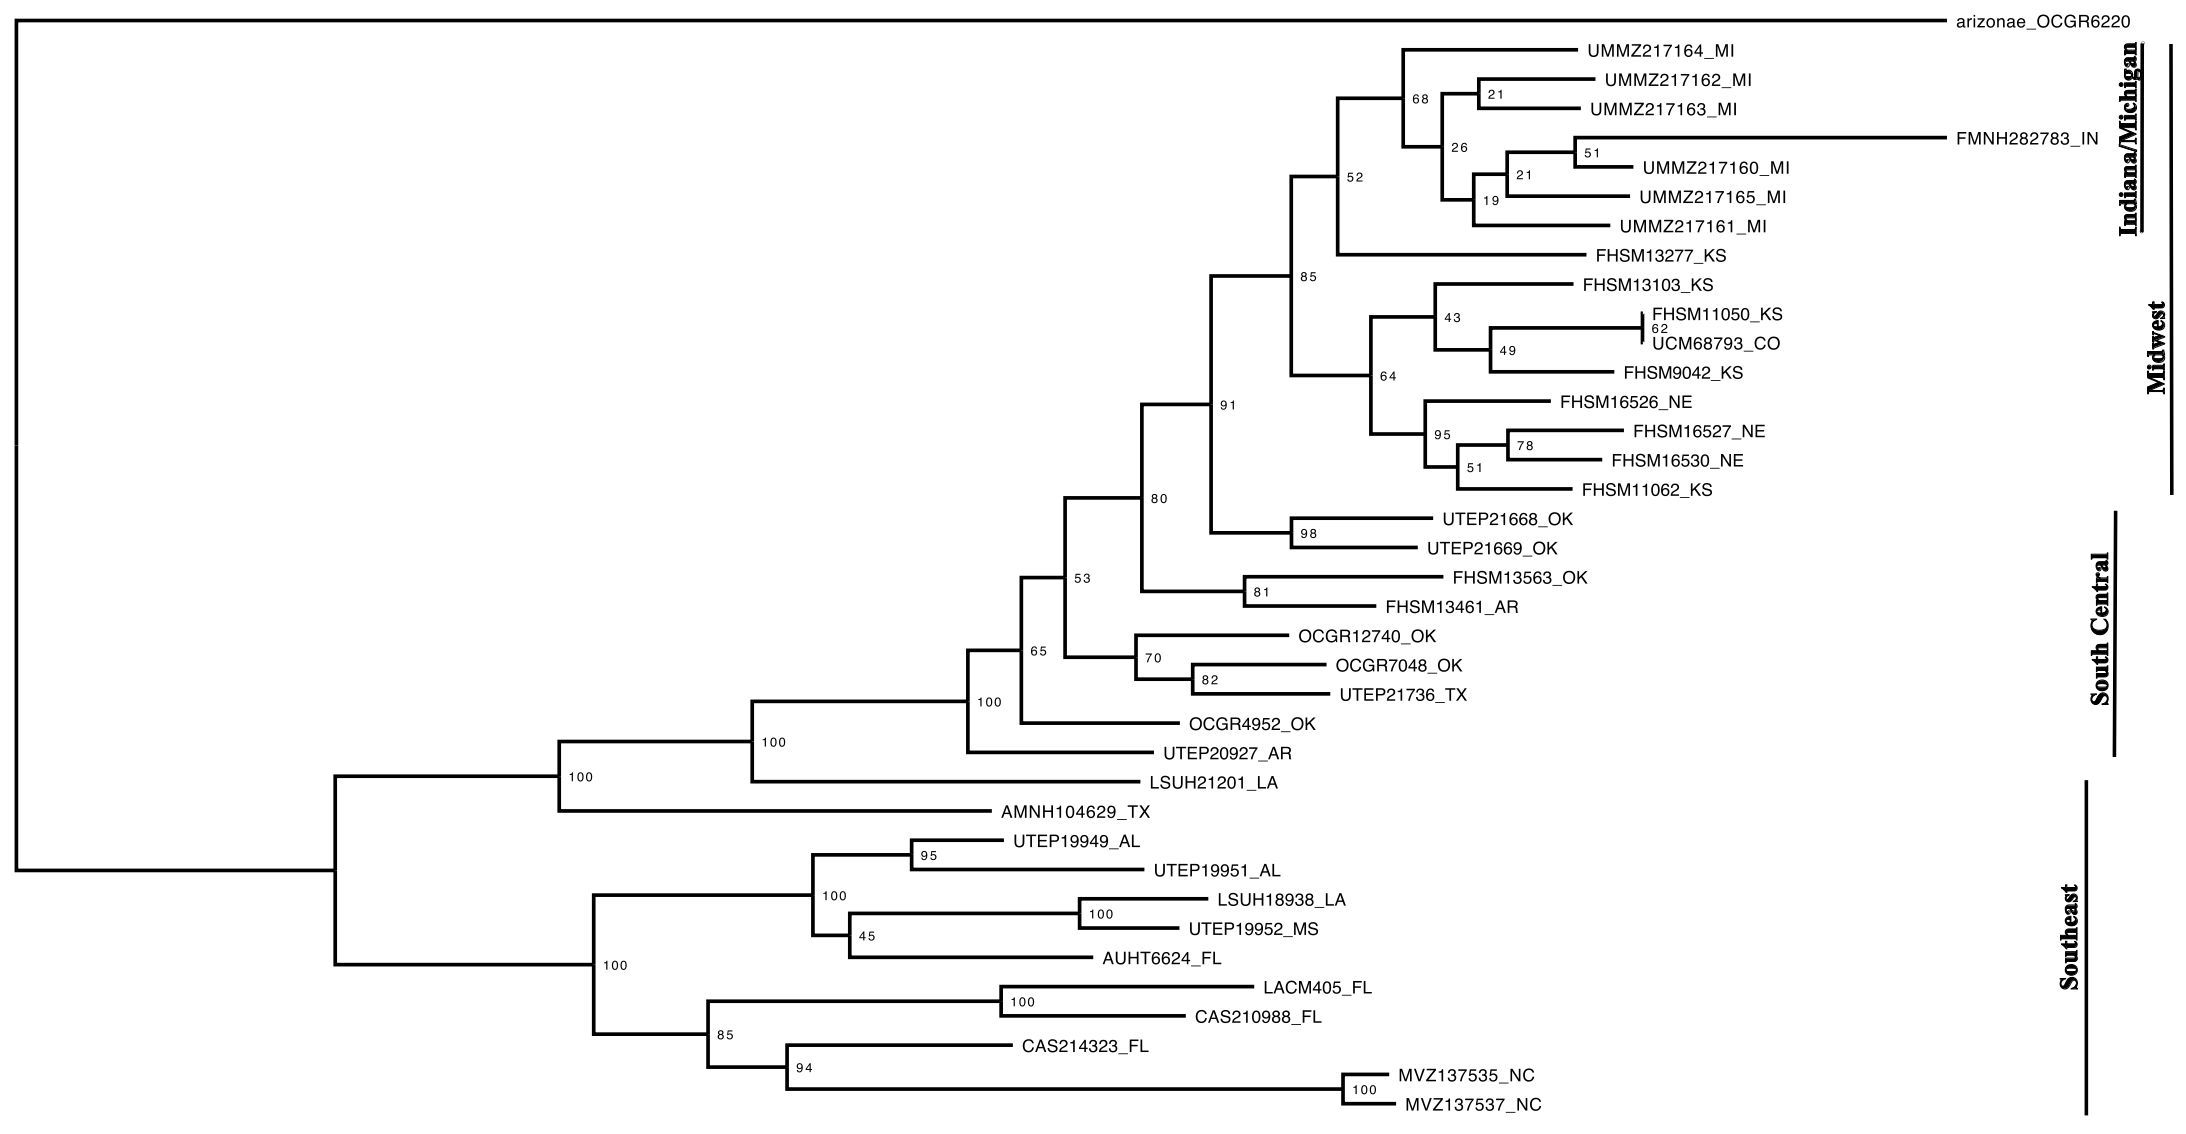 arizonae_OCGR6220
UMMZ217164_MI
UMMZ217162_MI
21
UMMZ217163_MI
68
FMNH282783_IN
26
51
UMMZ217160_MI
21
52
UMMZ217165_MI
19
UMMZ217161_MI
Indiana/Michigan
FHSM13277_KS
85
FHSM13103_KS
FHSM11050_KS
43
62
UCM68793_CO
49
Midwest
FHSM9042_KS
64
FHSM16526_NE
91
FHSM16527_NE
95
78
FHSM16530_NE
51
FHSM11062_KS
80
UTEP21668_OK
98
UTEP21669_OK
53
FHSM13563_OK
81
FHSM13461_AR
OCGR12740_OK
South Central
65
70
OCGR7048_OK
82
UTEP21736_TX
100
OCGR4952_OK
100
UTEP20927_AR
100
LSUH21201_LA
AMNH104629_TX
UTEP19949_AL
95
UTEP19951_AL
100
LSUH18938_LA
100
UTEP19952_MS
45
Southeast
AUHT6624_FL
100
LACM405_FL
100
CAS210988_FL
85
CAS214323_FL
94
MVZ137535_NC
100
MVZ137537_NC